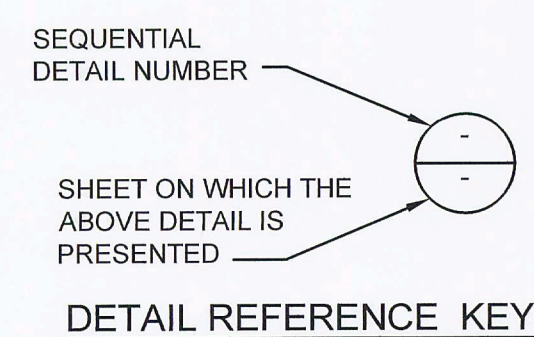 SEQUENTIAL
DETAIL NUMBER
-
-
SHEET ON WHICH THE
ABOVE DETAIL IS
PRESENTED
DETAIL REFERENCE KEY